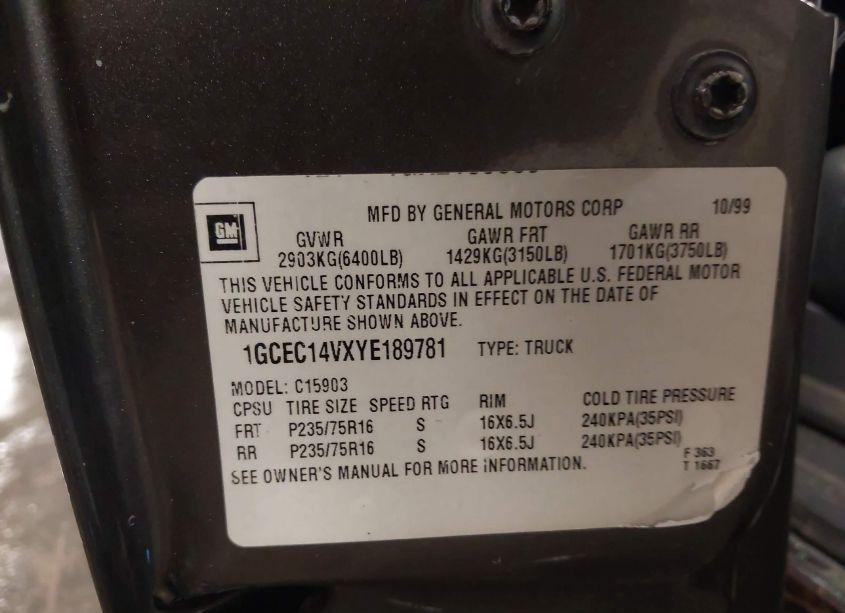 MFD BY GENERAL MOTORS CORP 10/99
GM
GVWR GAWR FRT GAWR RR
2903KG(6400LB) 1429KG(3150LB) 1701KG(3750LB)
THIS VEHICLE CONFORMS TO ALL APPLICABLE U.S. FEDERAL MOTOR
VEHICLE SAFETY STANDARDS IN EFFECT ON THE DATE OF
MANUFACTURE SHOWN ABOVE.
1GCEC14VXYE189781 TYPE: TRUCK
MODEL: C15903
CPSU TIRE SIZE SPEED RTG RIM COLD TIRE PRESSURE
FRT P235/75R16 S 16X6.5J 240KPA(35PSI)
RR P235/75R16 S 16X6.5J 240KPA(35PSI)
SEE OWNER'S MANUAL FOR MORE INFORMATION.
F 363
T 1667